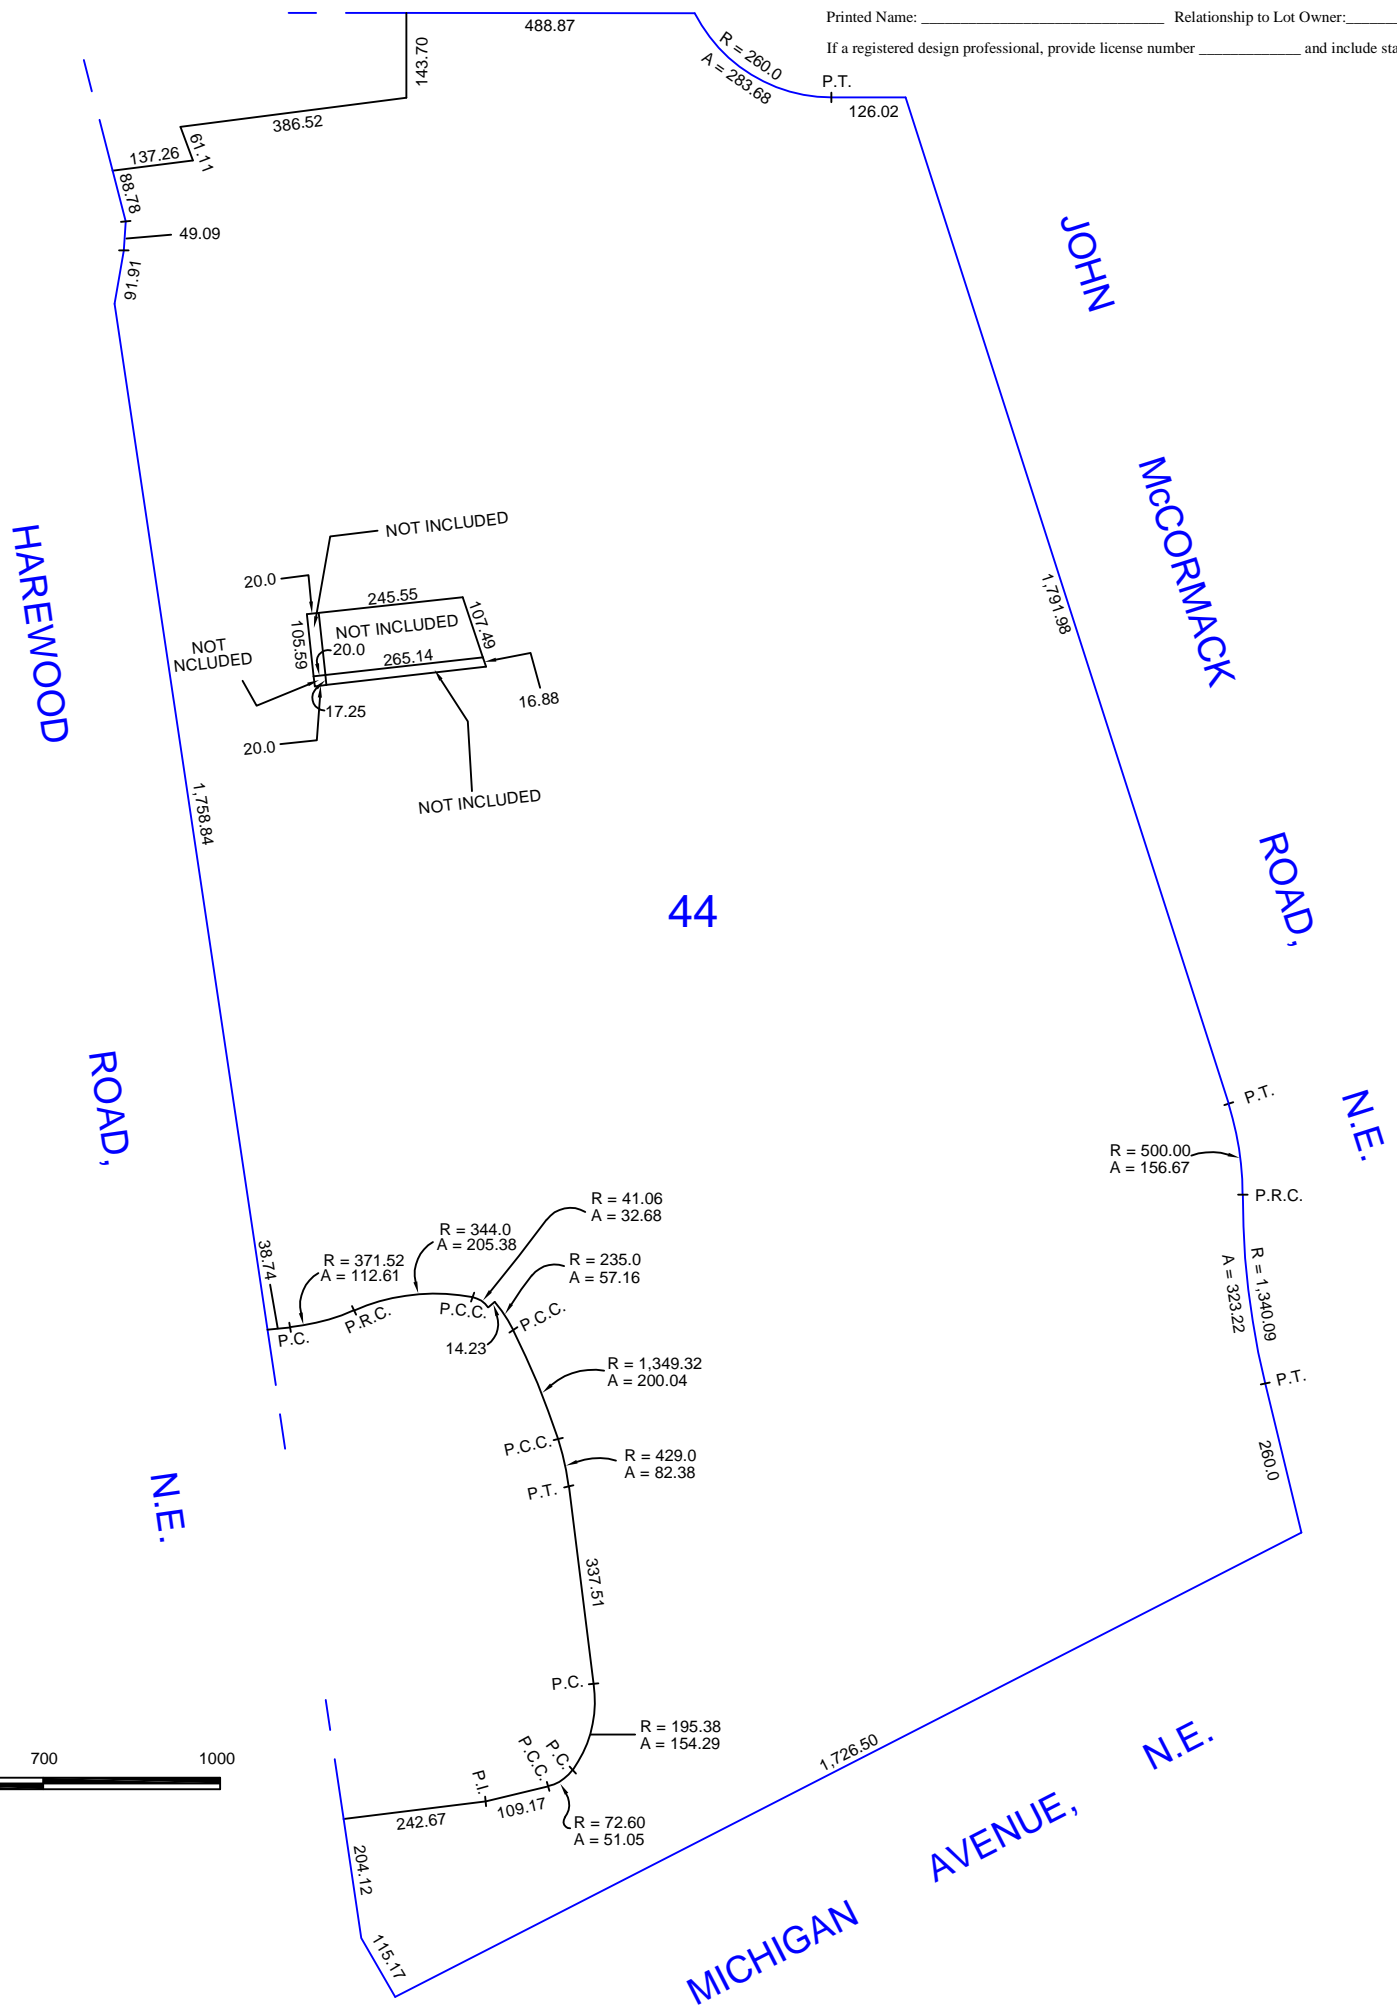 Printed Name: ______________________________ Relationship to Lot Owner:______
If a registered design professional, provide license number _____________ and include
488.87
143.70
R = 260.0
A = 283.68
P.T.
126.02
386.52
61.11
137.26
88.78
49.09
91.91
JOHN
McCORMACK
ROAD,
N.E.
HAREWOOD
ROAD,
N.E.
NOT INCLUDED
20.0
245.55
107.49
NOT INCLUDED
105.59
20.0
265.14
NOT
NCLUDED
16.88
17.25
20.0
NOT INCLUDED
1,791.98
1,758.84
44
P.T.
R = 500.00
A = 156.67
P.R.C.
R = 1,340.09
A = 323.22
P.T.
260.0
R = 41.06
A = 32.68
R = 344.0
A = 205.38
R = 235.0
A = 57.16
R = 371.52
A = 112.61
38.74
P.C.
P.R.C.
P.C.C.
P.C.C.
14.23
R = 1,349.32
A = 200.04
P.C.C.
R = 429.0
A = 82.38
P.T.
337.51
P.C.
R = 195.38
A = 154.29
P.C.
P.C.C.
P.I.
109.17
242.67
R = 72.60
A = 51.05
204.12
115.17
1,726.50
700
1000
MICHIGAN
AVENUE,
N.E.